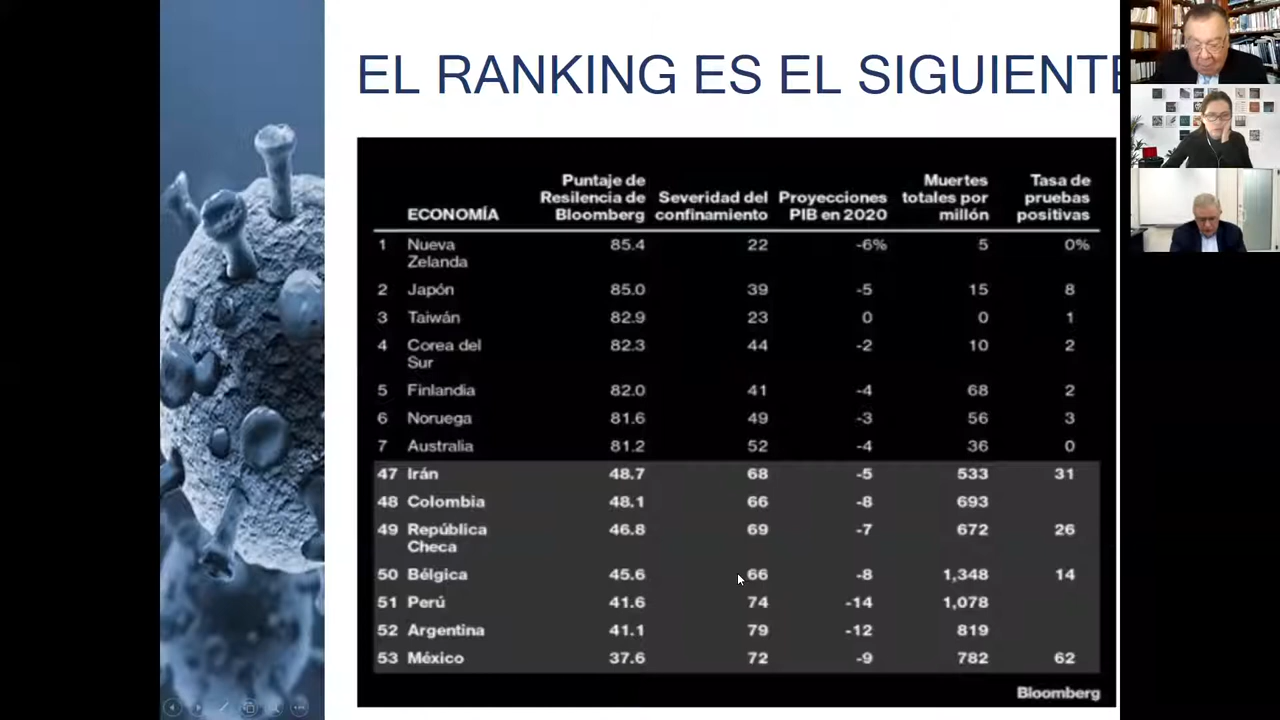 EL RANKING ES EL SIGUIENTE
Puntaje de Resilencia de Bloomberg
Severidad del confinamiento
Proyecciones PIB en 2020
Muertes totales por millón
Tasa de pruebas positivas
ECONOMÍA
1 Nueva Zelanda 85.4 22 -6% 5 0%
2 Japón 85.0 39 -5 15 8
3 Taiwán 82.9 23 0 0 1
4 Corea del Sur 82.3 44 -2 10 2
5 Finlandia 82.0 41 -4 68 2
6 Noruega 81.6 49 -3 56 3
7 Australia 81.2 52 -4 36 0
47 Irán 48.7 68 -5 533 31
48 Colombia 48.1 66 -8 693
49 República Checa 46.8 69 -7 672 26
50 Bélgica 45.6 66 -8 1,348 14
51 Perú 41.6 74 -14 1,078
52 Argentina 41.1 79 -12 819
53 México 37.6 72 -9 782 62
Bloomberg